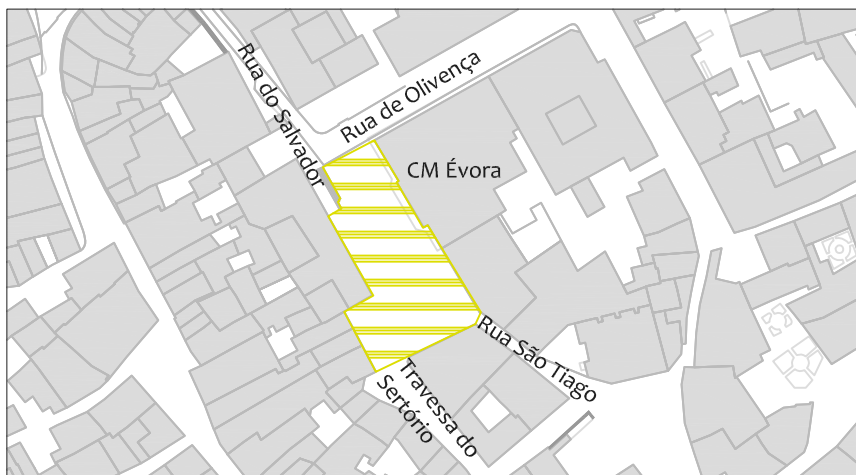 Rua do Salvador
Rua de Olivença
CM Évora
Rua São Tiago
Travessa do
Sertório